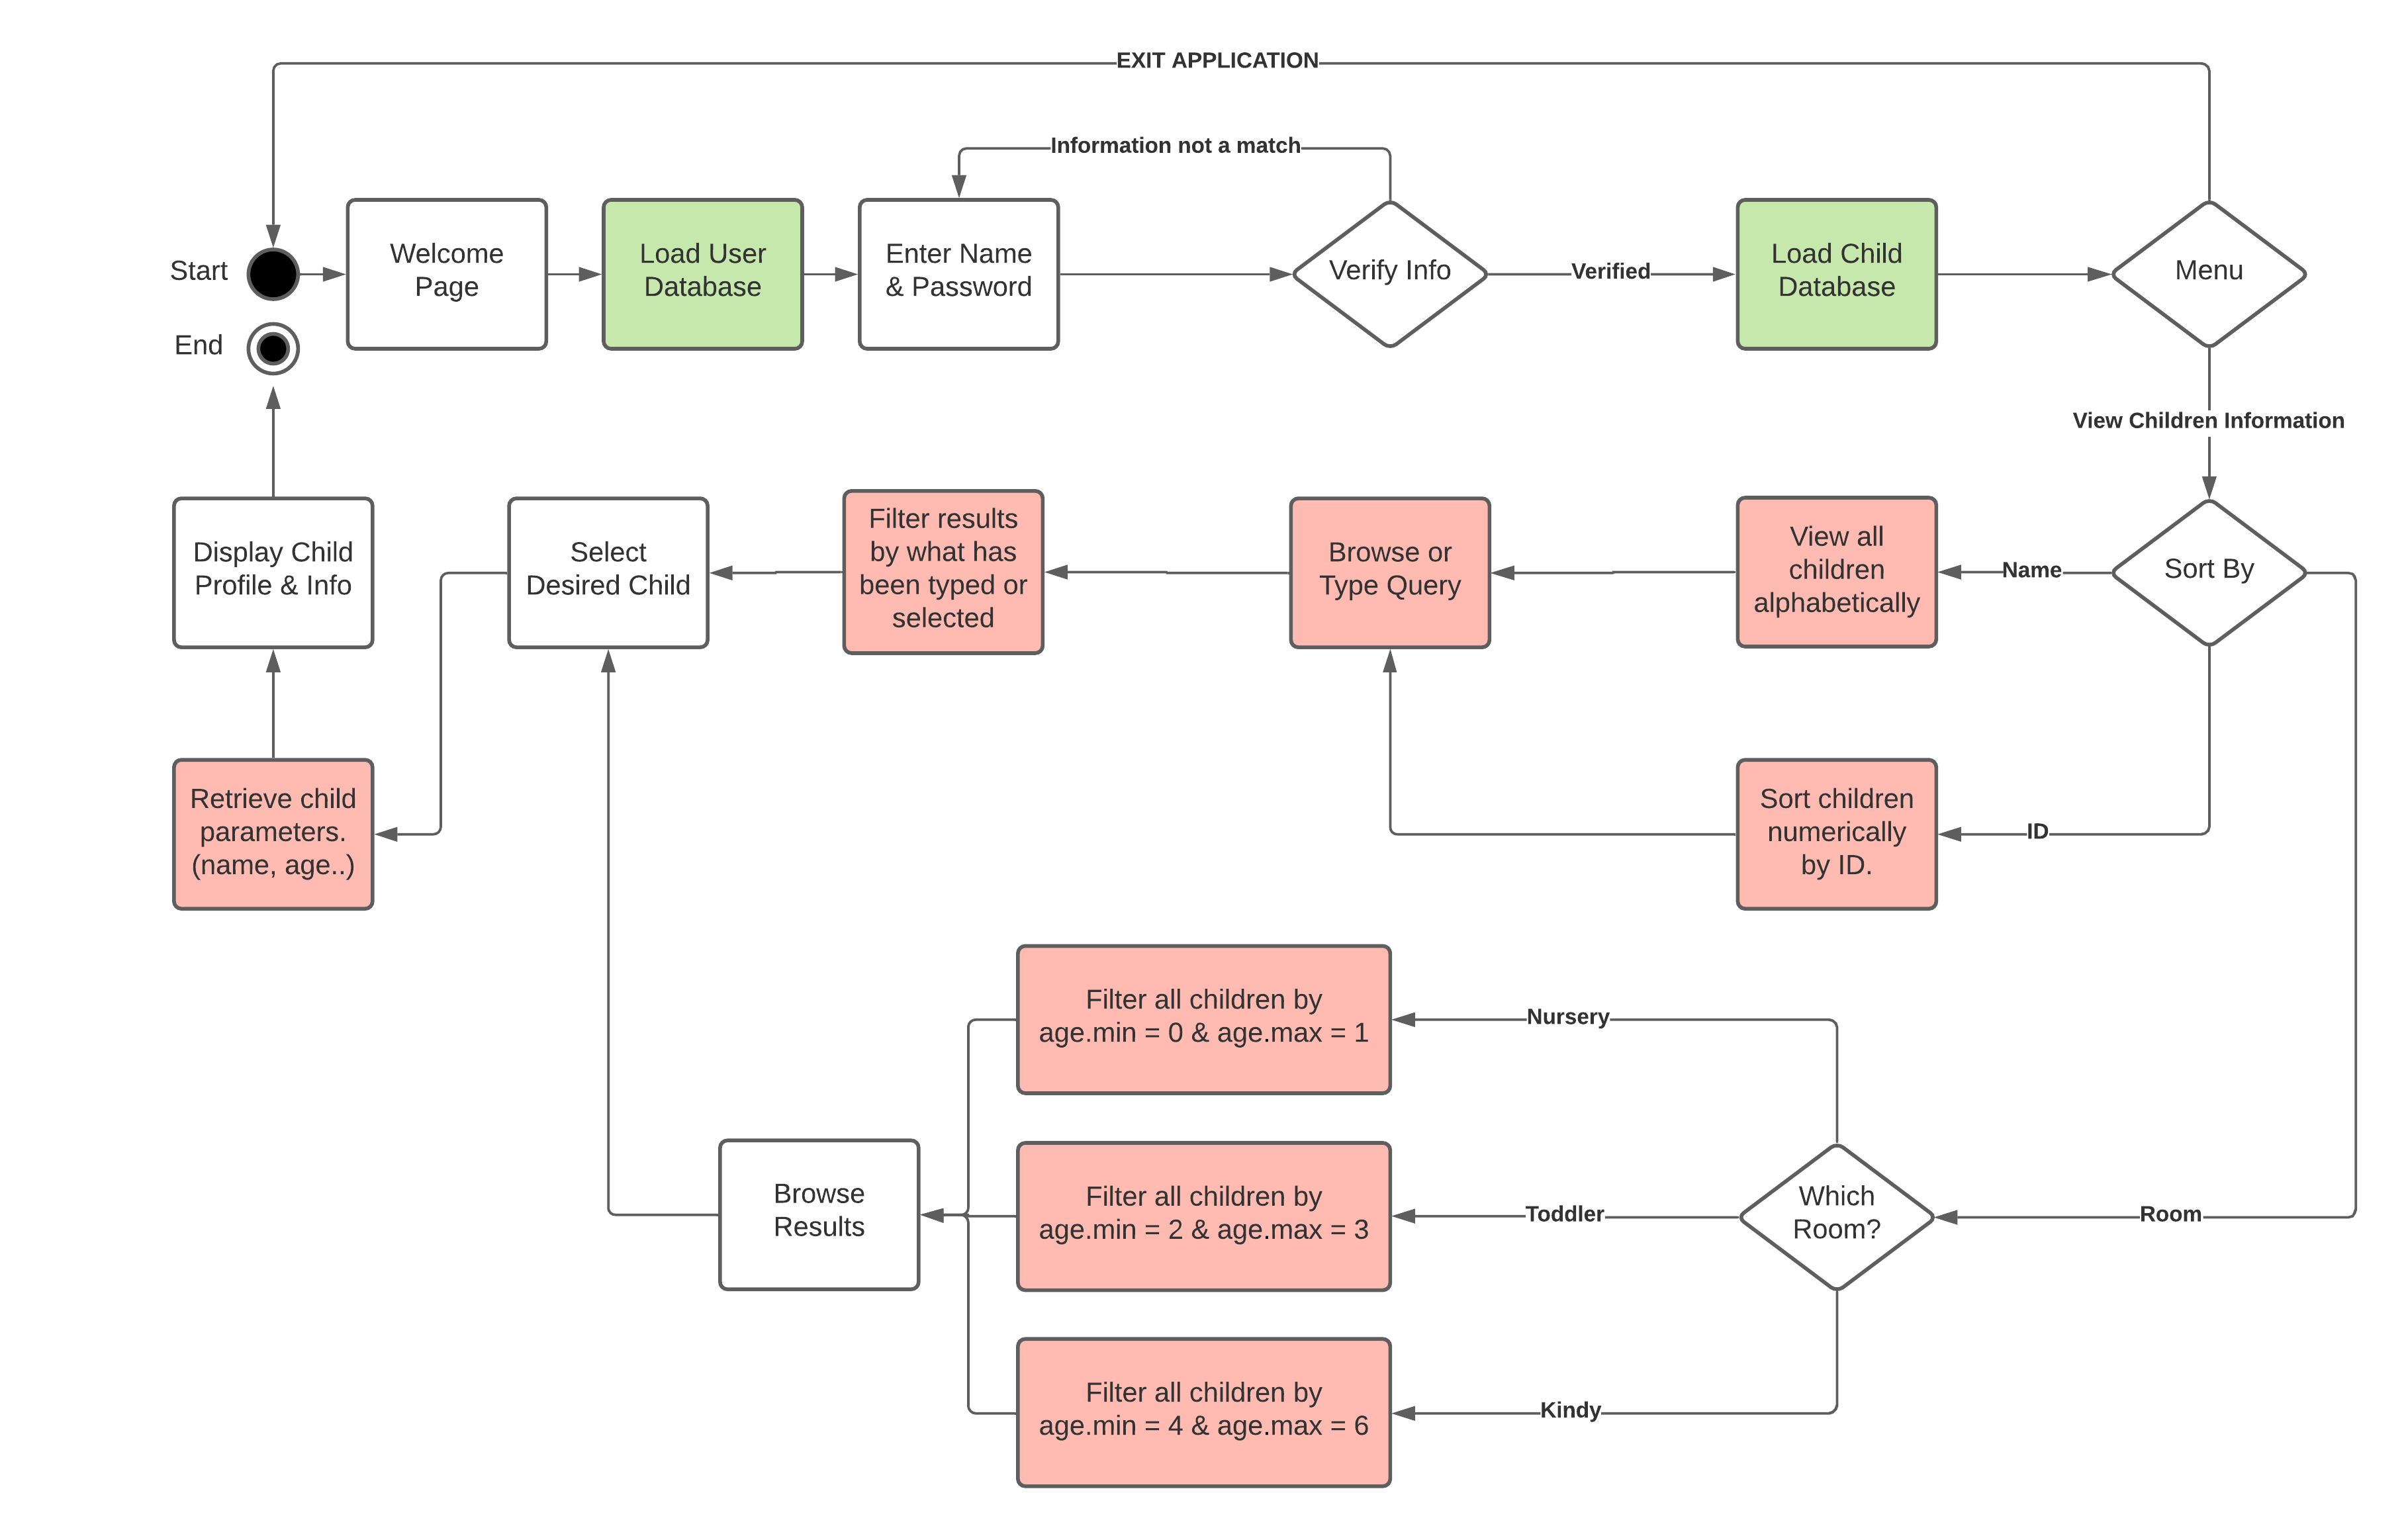 EXIT APPLICATION
Information not a match
Start
Welcome
Page
Load User
Database
Enter Name
& Password
Verify Info
Verified
Load Child
Database
Menu
End
View Children Information
Display Child
Profile & Info
Select
Desired Child
Filter results
by what has
been typed or
selected
Browse or
Type Query
View all
children
alphabetically
Name
Sort By
Retrieve child
parameters.
(name, age..)
Sort children
numerically
by ID.
ID
Filter all children by
age.min = 0 & age.max = 1
Nursery
Browse
Results
Filter all children by
age.min = 2 & age.max = 3
Toddler
Which
Room?
Room
Filter all children by
age.min = 4 & age.max = 6
Kindy